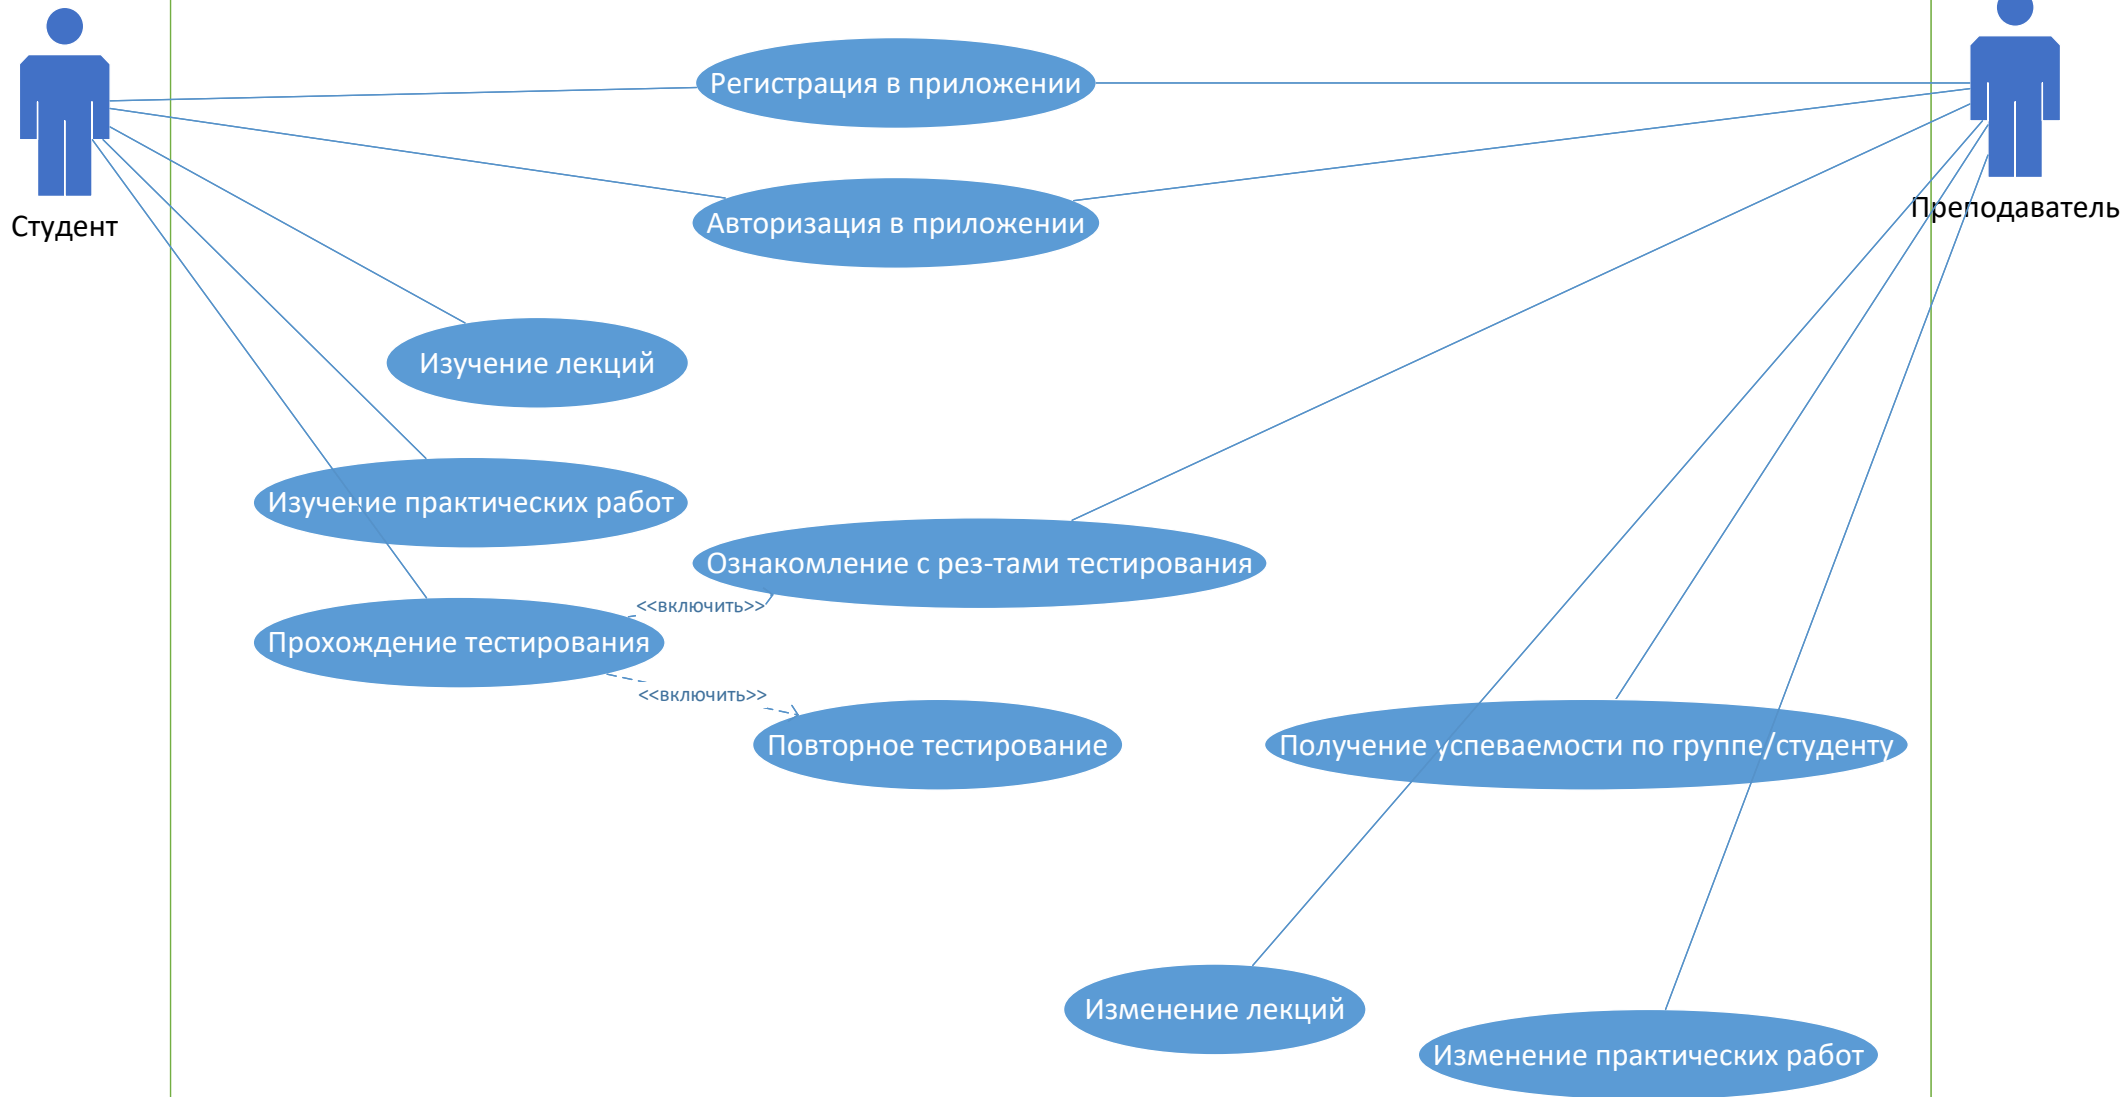 Регистрация в приложении
Преподаватель
Студент
Авторизация в приложении
Изучение лекций
Изучение практических работ
Ознакомление с рез-тами тестирования
<<включить>>
Прохождение тестирования
<<включить>>
Повторное тестирование
Получение успеваемости по группе/студенту
Изменение лекций
Изменение практических работ